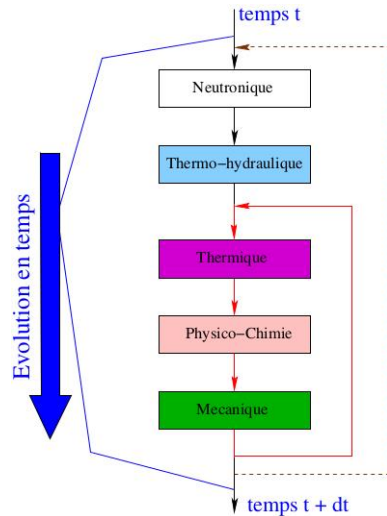 temps t
Neutronique
Thermo-hydraulique
Evolution en temps
Thermique
Physico-Chimie
Mecanique
temps t + dt